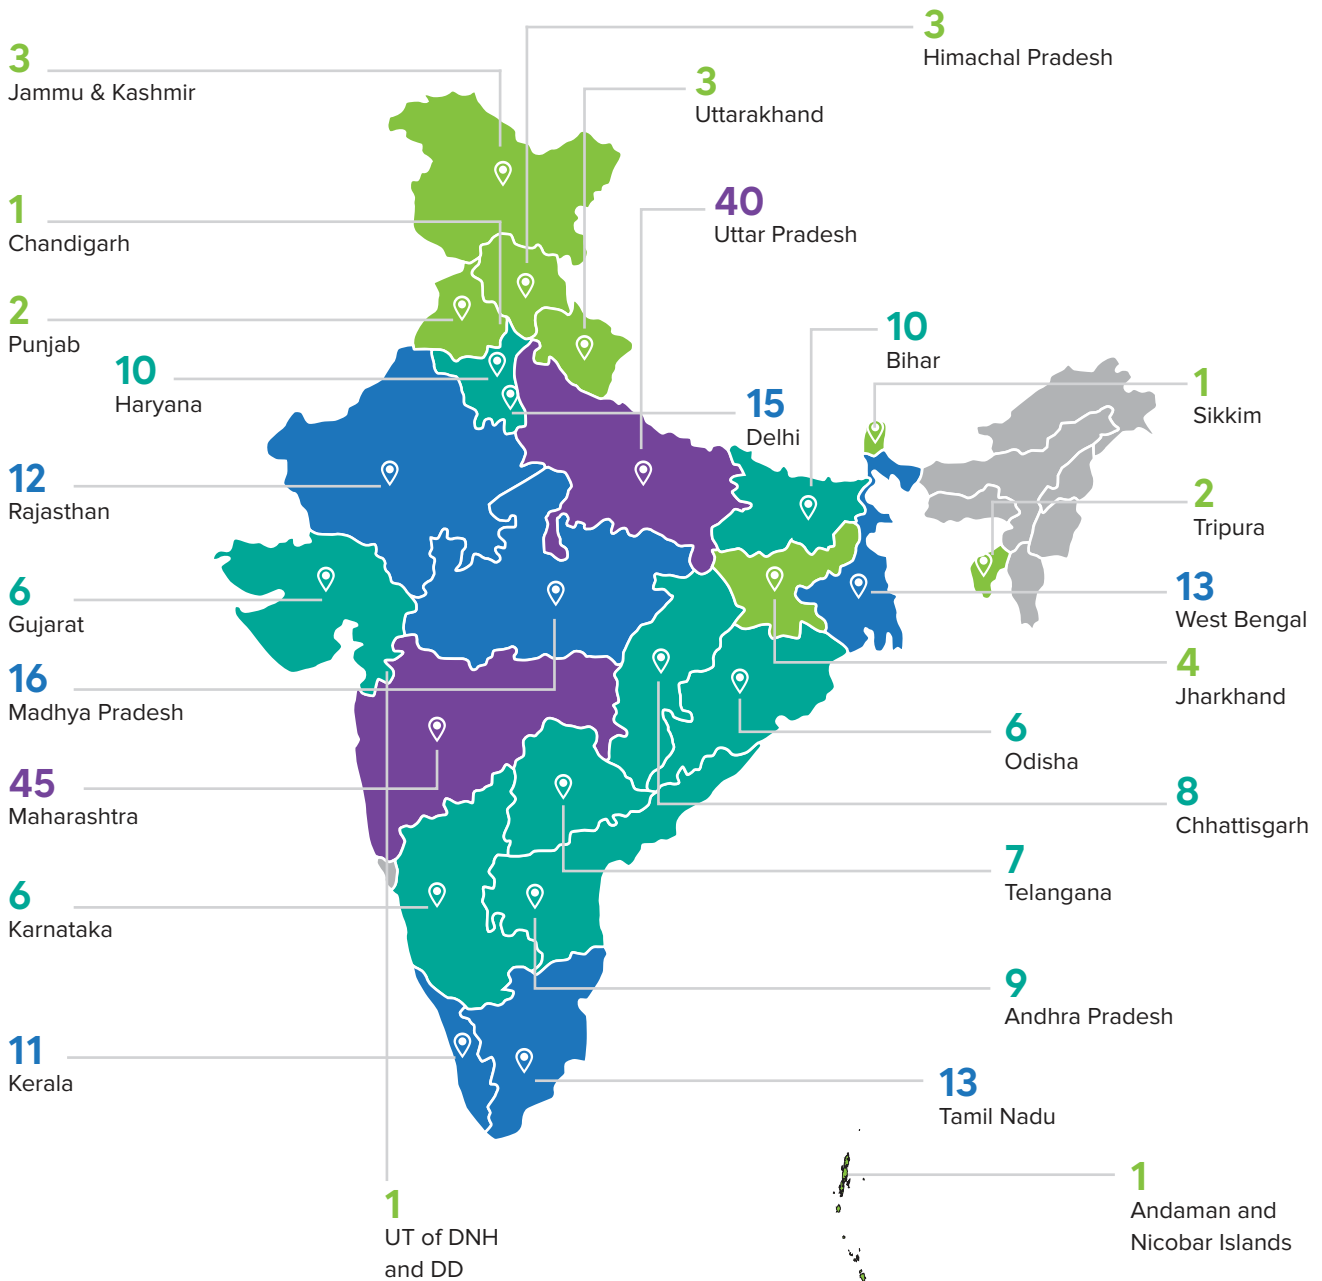 3
Himachal Pradesh
3
Jammu & Kashmir
3
Uttarakhand
1
Chandigarh
40
Uttar Pradesh
2
Punjab
10
Bihar
10
Haryana
1
Sikkim
15
Delhi
12
Rajasthan
2
Tripura
6
Gujarat
13
West Bengal
4
Jharkhand
16
Madhya Pradesh
6
Odisha
45
Maharashtra
8
Chhattisgarh
7
Telangana
6
Karnataka
9
Andhra Pradesh
11
Kerala
13
Tamil Nadu
1
UT of DNH
and DD
1
Andaman and
Nicobar Islands